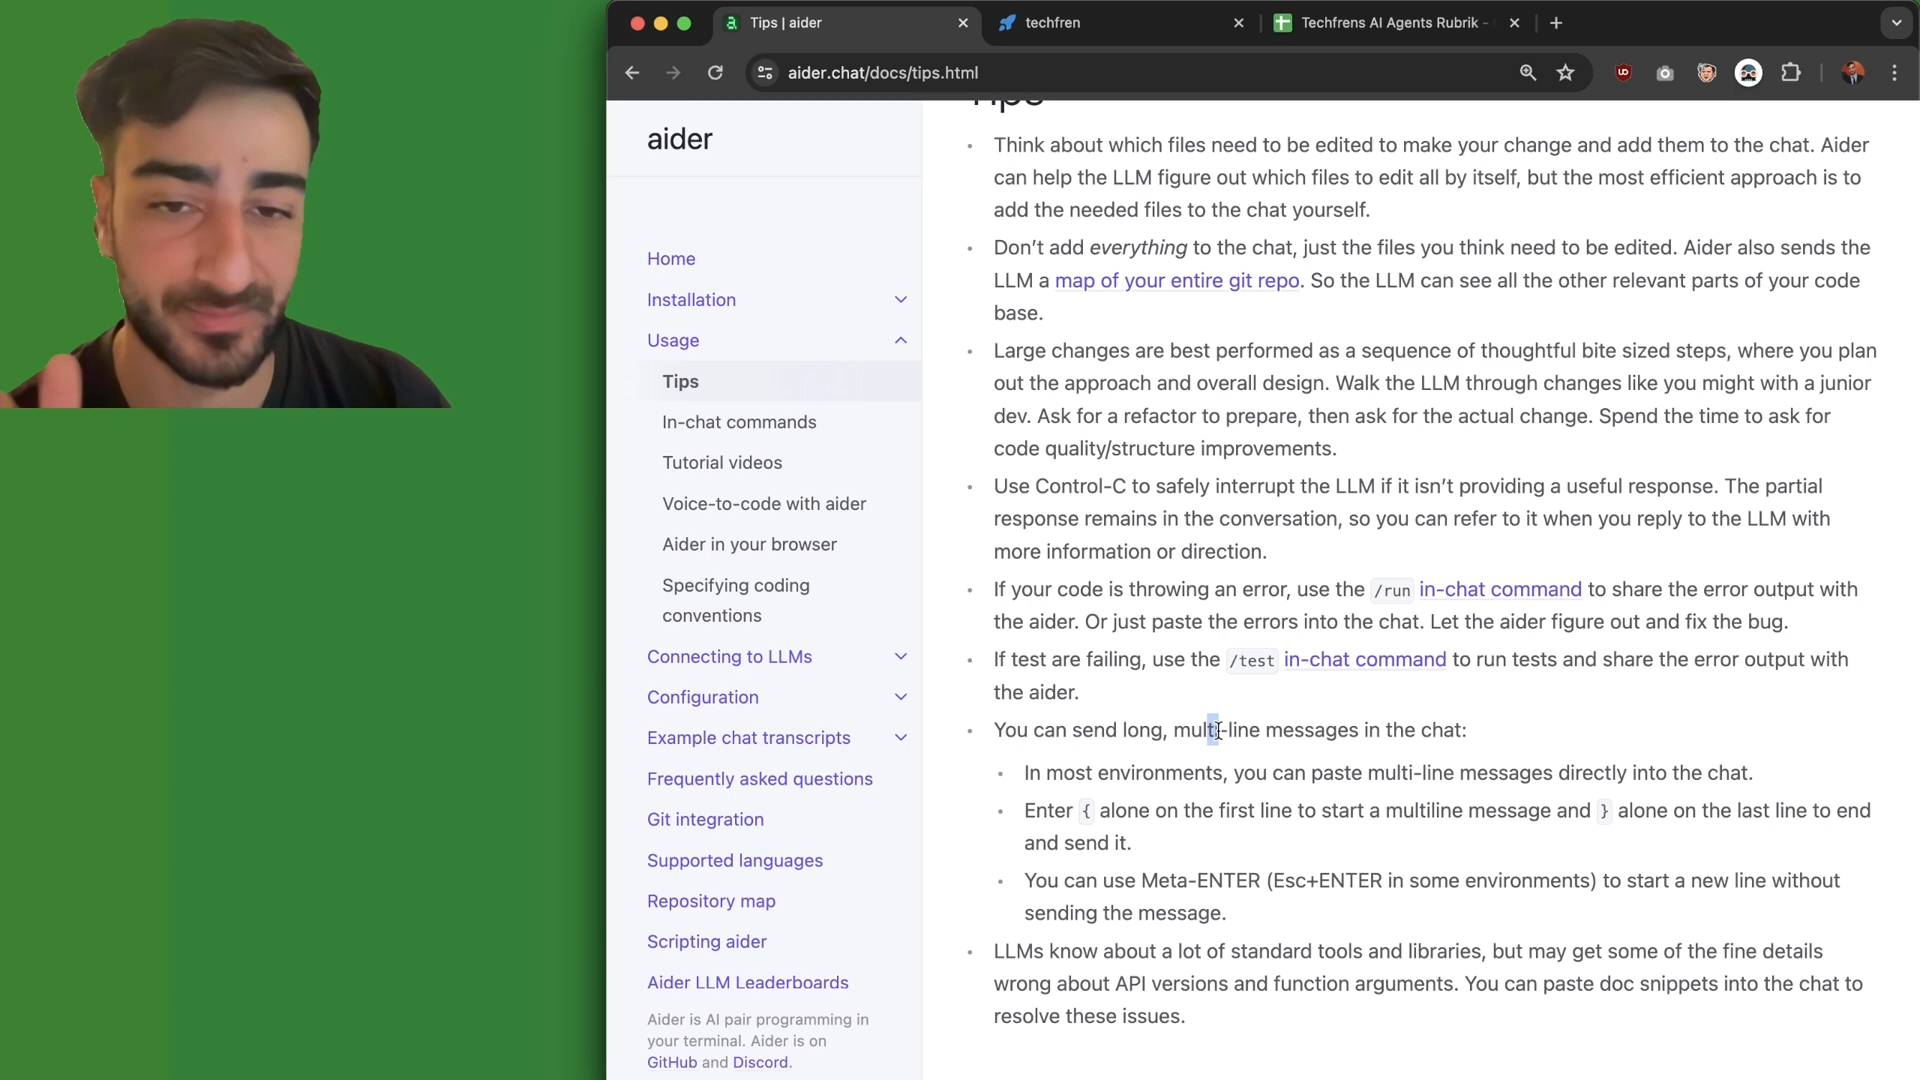 Tips | aider
techfren
Techfrens AI Agents Rubrik -
aider.chat/docs/tips.html
aider
Home
Installation
Usage
Tips
In-chat commands
Tutorial videos
Voice-to-code with aider
Aider in your browser
Specifying coding
conventions
Connecting to LLMs
Configuration
Example chat transcripts
Frequently asked questions
Git integration
Supported languages
Repository map
Scripting aider
Aider LLM Leaderboards
Aider is AI pair programming in
your terminal. Aider is on
GitHub and Discord.
Tips
Think about which files need to be edited to make your change and add them to the chat. Aider
can help the LLM figure out which files to edit all by itself, but the most efficient approach is to
add the needed files to the chat yourself.
Don’t add everything to the chat, just the files you think need to be edited. Aider also sends the
LLM a map of your entire git repo. So the LLM can see all the other relevant parts of your code
base.
Large changes are best performed as a sequence of thoughtful bite sized steps, where you plan
out the approach and overall design. Walk the LLM through changes like you might with a junior
dev. Ask for a refactor to prepare, then ask for the actual change. Spend the time to ask for
code quality/structure improvements.
Use Control-C to safely interrupt the LLM if it isn’t providing a useful response. The partial
response remains in the conversation, so you can refer to it when you reply to the LLM with
more information or direction.
If your code is throwing an error, use the /run in-chat command to share the error output with
the aider. Or just paste the errors into the chat. Let the aider figure out and fix the bug.
If test are failing, use the /test in-chat command to run tests and share the error output with
the aider.
You can send long, multi-line messages in the chat:
In most environments, you can paste multi-line messages directly into the chat.
Enter { alone on the first line to start a multiline message and } alone on the last line to end
and send it.
You can use Meta-ENTER (Esc+ENTER in some environments) to start a new line without
sending the message.
LLMs know about a lot of standard tools and libraries, but may get some of the fine details
wrong about API versions and function arguments. You can paste doc snippets into the chat to
resolve these issues.